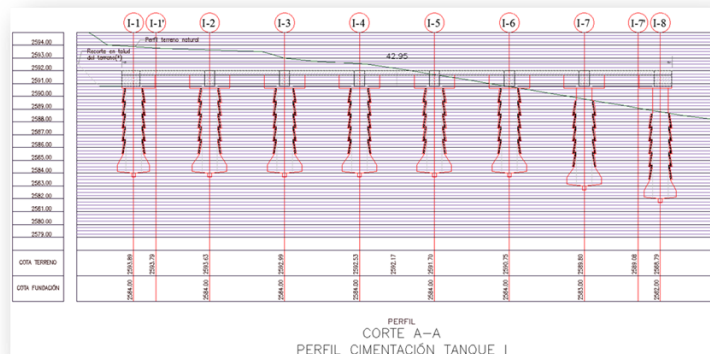 I-1 I-1' I-2 I-3 I-4 I-5 I-6 I-7 I-7' I-8
2594.00
Perfil terreno natural
2593.00
Recorte en talud
del terreno(*)
42.95
2592.00
2591.00
2590.00
2589.00
2588.00
2587.00
2586.00
2585.00
2584.00
2583.00
2582.00
2581.00
2580.00
2579.00
COTA TERRENO
2593.89 2593.79 2593.63 2592.99 2592.53 2592.17 2591.76 2590.75 2589.80 2589.08 2588.79
COTA FUNDACIÓN
2584.00 2584.00 2584.00 2584.00 2584.00 2584.00 2583.00 2582.00
PERFIL
CORTE A-A
PERFIL CIMENTACIÓN TANQUE I